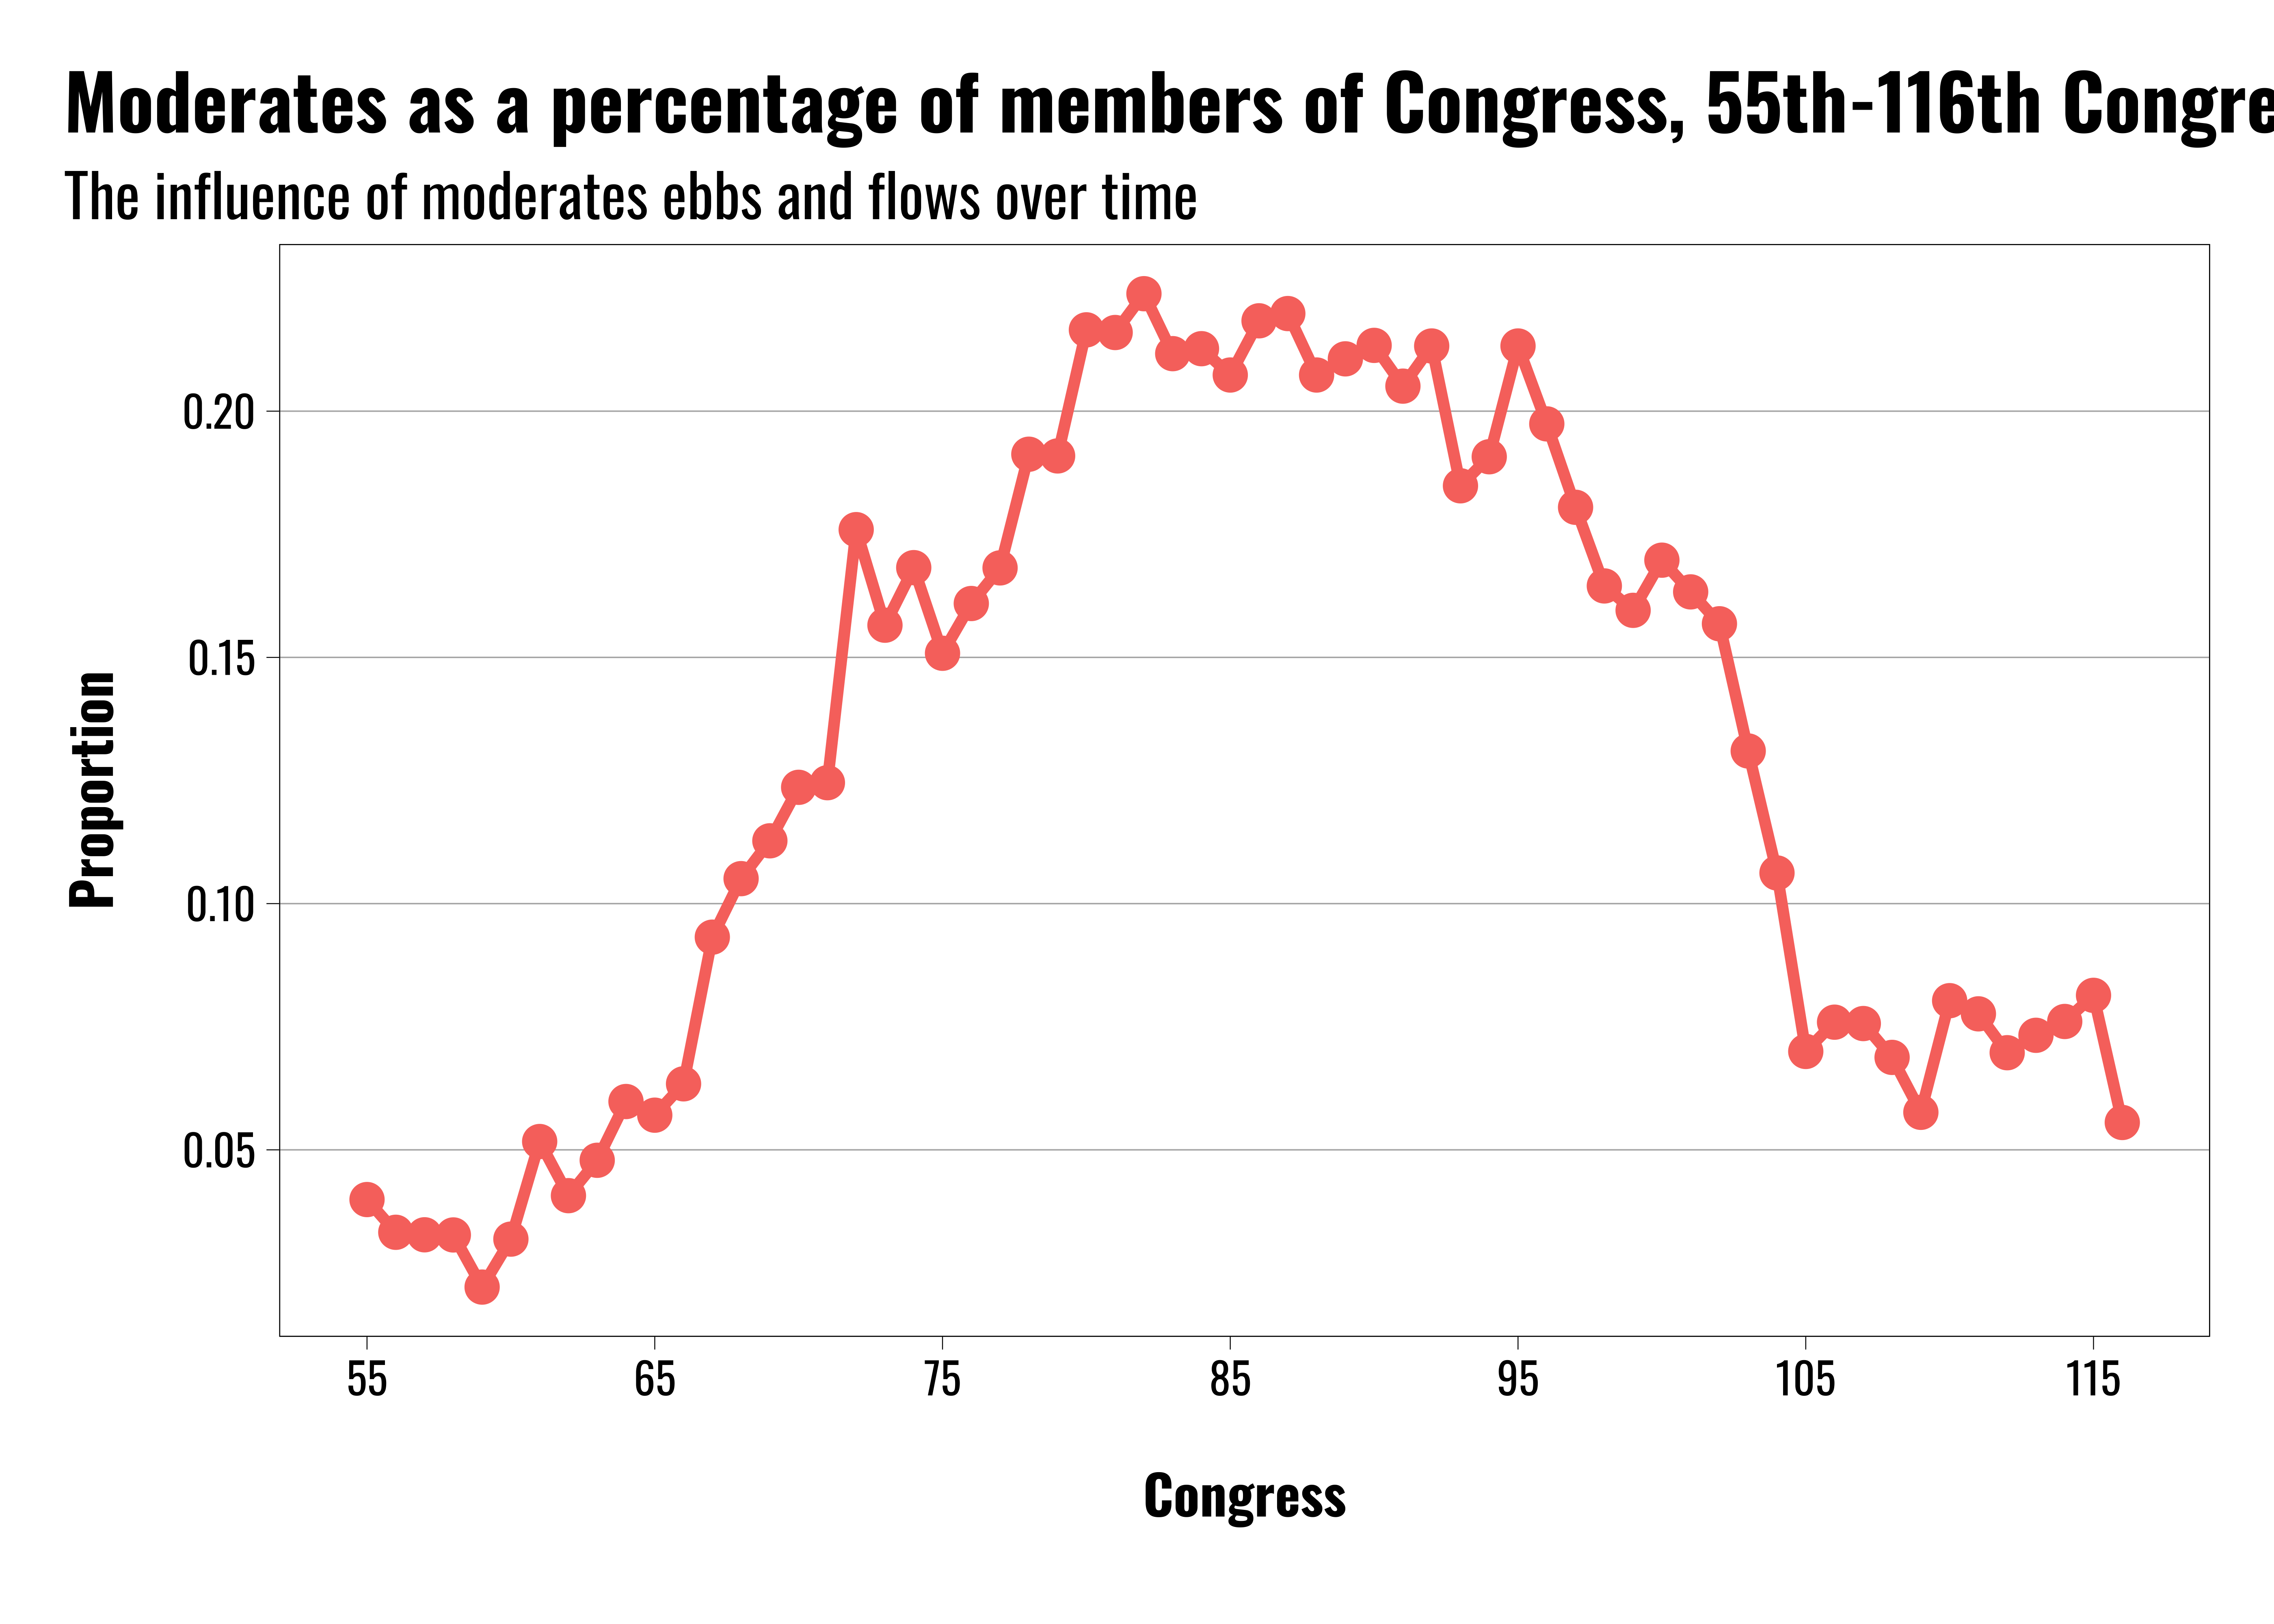 Moderates as a percentage of members of Congress, 55th-116th Congre
The influence of moderates ebbs and flows over time
0.20
0.15
0.10
0.05
Proportion
55 65 75 85 95 105 115
Congress